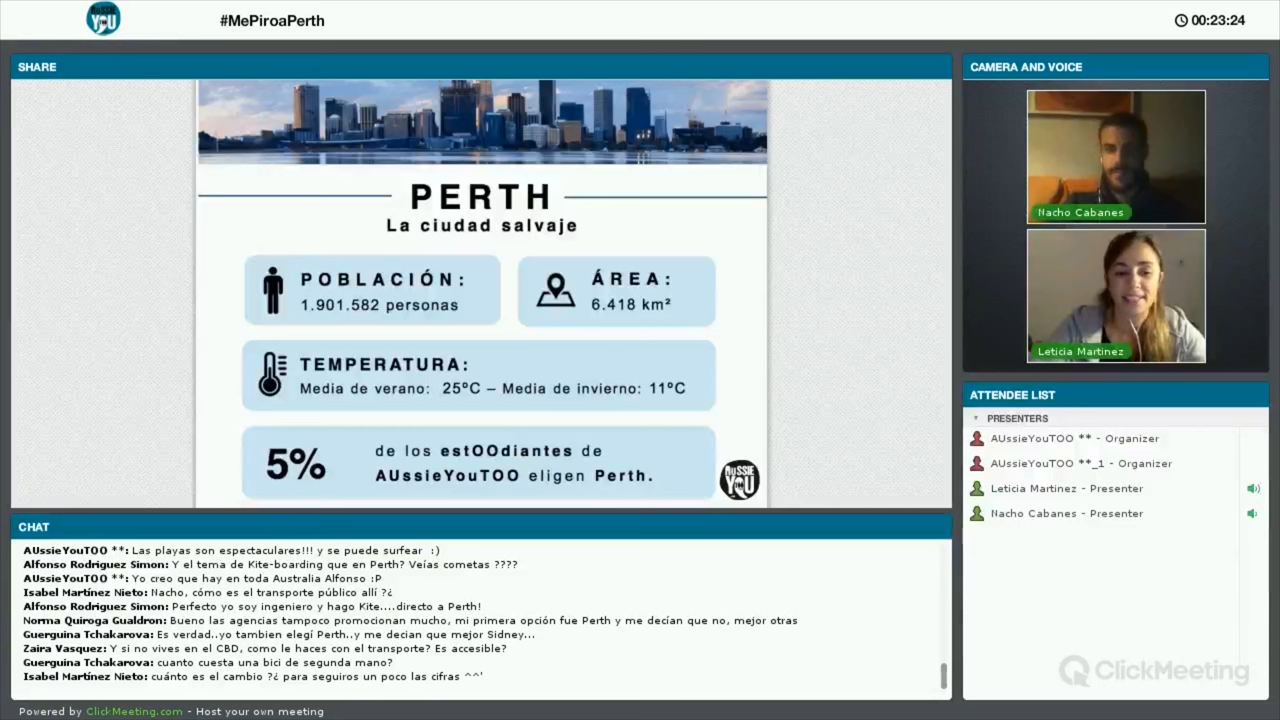 AUSSIE
YOU
#MePiroaPerth
00:23:24
SHARE
PERTH
La ciudad salvaje
POBLACIÓN:
1.901.582 personas
ÁREA:
6.418 km²
TEMPERATURA:
Media de verano: 25ºC – Media de invierno: 11ºC
5%
de los estOOdiantes de
AUssieYouTOO eligen Perth.
AUSSIE
YOU
CHAT
AUssieYouTOO **: Las playas son espectaculares!!! y se puede surfear :)
Alfonso Rodriguez Simon: Y el tema de Kite-boarding que en Perth? Veías cometas ????
AUssieYouTOO **: Yo creo que hay en toda Australia Alfonso :P
Isabel Martínez Nieto: Nacho, cómo es el transporte público allí ?¿
Alfonso Rodriguez Simon: Perfecto yo soy ingeniero y hago Kite....directo a Perth!
Norma Quiroga Gualdron: Bueno las agencias tampoco promocionan mucho, mi primera opción fue Perth y me decían que no, mejor otras
Guerguina Tchakarova: Es verdad..yo tambien elegí Perth..y me decian que mejor Sidney...
Zaira Vasquez: Y si no vives en el CBD, como le haces con el transporte? Es accesible?
Guerguina Tchakarova: cuanto cuesta una bici de segunda mano?
Isabel Martínez Nieto: cuánto es el cambio ?¿ para seguiros un poco las cifras ^^'
CAMERA AND VOICE
Nacho Cabanes
Leticia Martinez
ATTENDEE LIST
PRESENTERS
AUssieYouTOO ** - Organizer
AUssieYouTOO **_1 - Organizer
Leticia Martinez - Presenter
Nacho Cabanes - Presenter
ClickMeeting
Powered by ClickMeeting.com - Host your own meeting